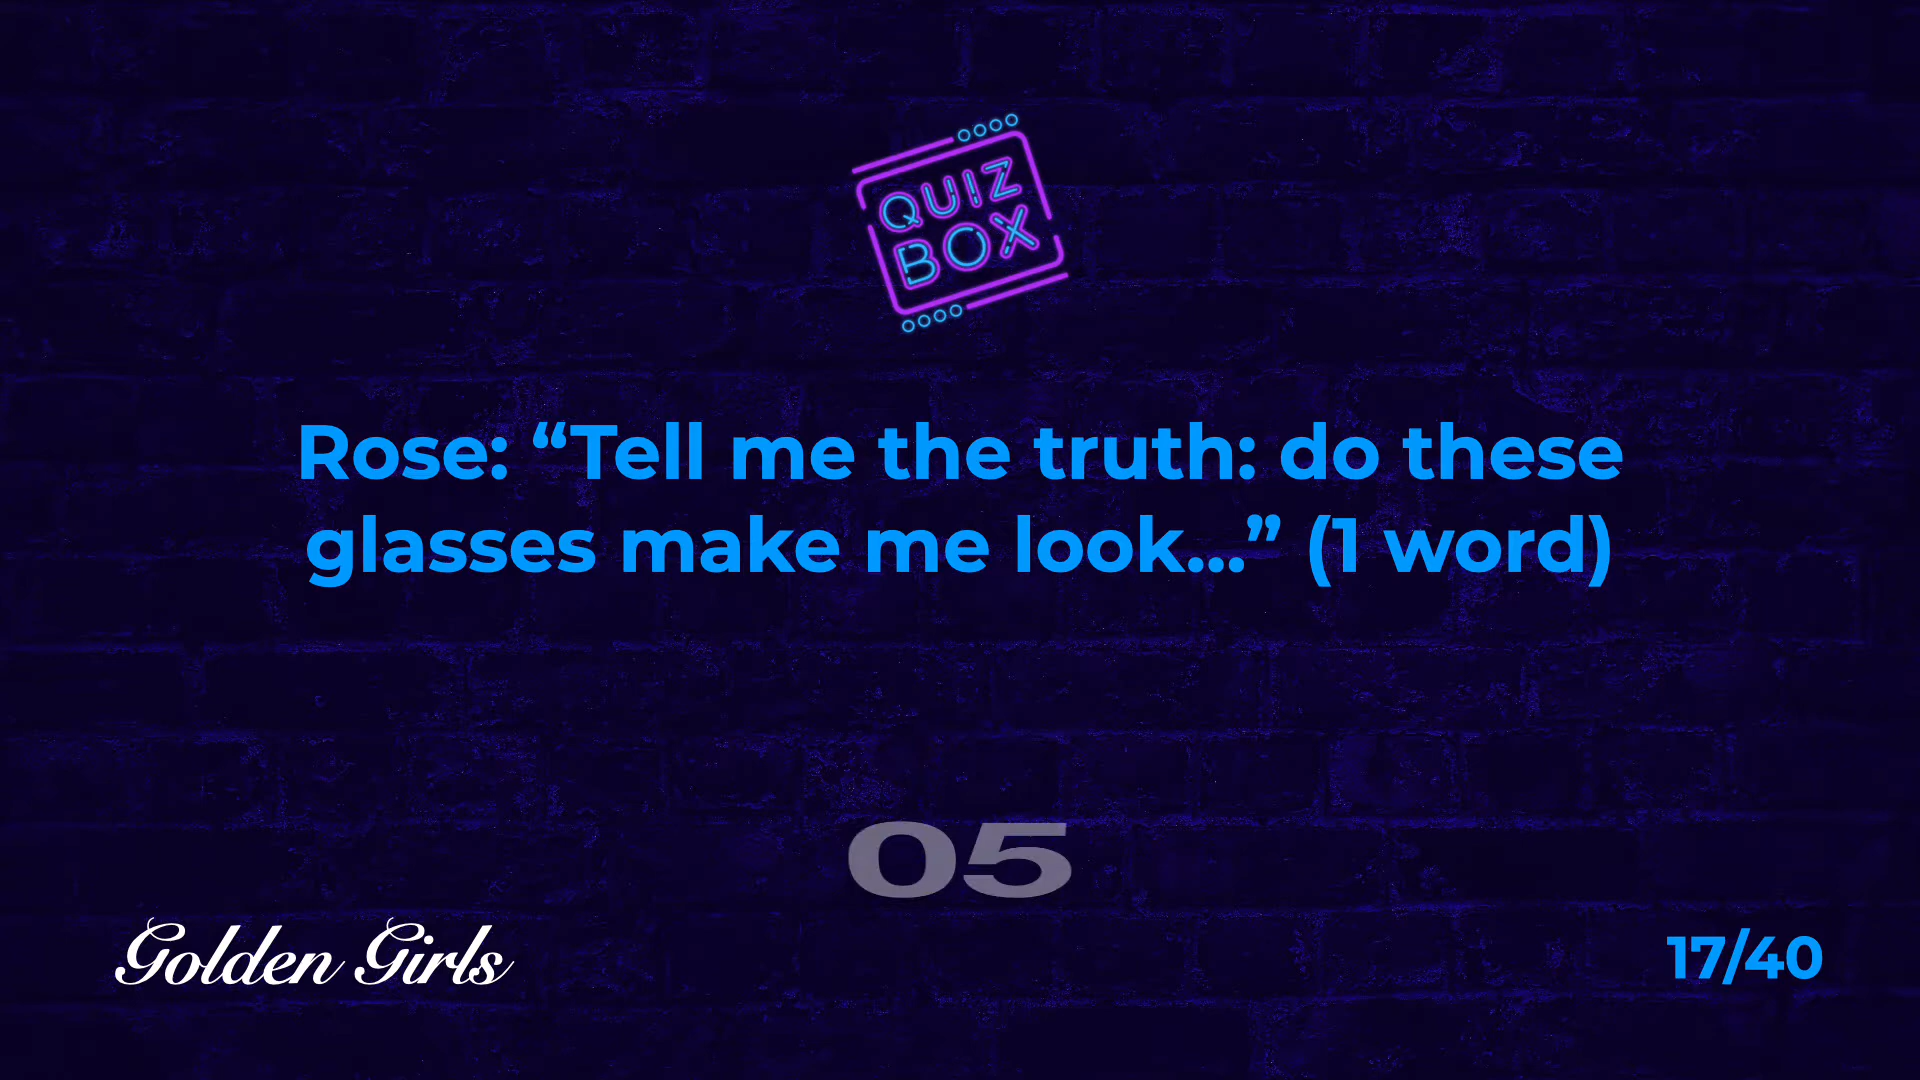 QUIZ
BOX
Rose: “Tell me the truth: do these
glasses make me look...” (1 word)
05
Golden Girls
17/40